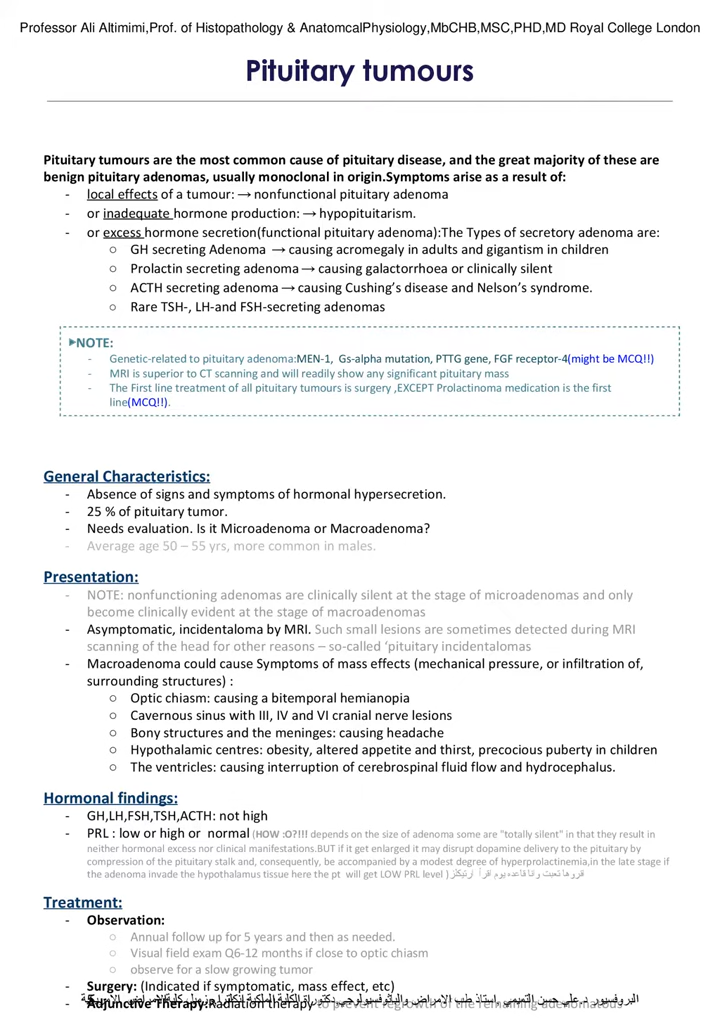 Professor Ali Altimimi,Prof. of Histopathology & AnatomcalPhysiology,MbCHB,MSC,PHD,MD Royal College London
Pituitary tumours
Pituitary tumours are the most common cause of pituitary disease, and the great majority of these are
benign pituitary adenomas, usually monoclonal in origin.Symptoms arise as a result of:
- local effects of a tumour: → nonfunctional pituitary adenoma
- or inadequate hormone production: → hypopituitarism.
- or excess hormone secretion(functional pituitary adenoma):The Types of secretory adenoma are:
○ GH secreting Adenoma → causing acromegaly in adults and gigantism in children
○ Prolactin secreting adenoma → causing galactorrhoea or clinically silent
○ ACTH secreting adenoma → causing Cushing’s disease and Nelson’s syndrome.
○ Rare TSH-, LH-and FSH-secreting adenomas
▶NOTE:
- Genetic-related to pituitary adenoma:MEN-1, Gs-alpha mutation, PTTG gene, FGF receptor-4(might be MCQ!!)
- MRI is superior to CT scanning and will readily show any significant pituitary mass
- The First line treatment of all pituitary tumours is surgery ,EXCEPT Prolactinoma medication is the first
line(MCQ!!).
General Characteristics:
- Absence of signs and symptoms of hormonal hypersecretion.
- 25 % of pituitary tumor.
- Needs evaluation. Is it Microadenoma or Macroadenoma?
- Average age 50 – 55 yrs, more common in males.
Presentation:
- NOTE: nonfunctioning adenomas are clinically silent at the stage of microadenomas and only
become clinically evident at the stage of macroadenomas
- Asymptomatic, incidentaloma by MRI. Such small lesions are sometimes detected during MRI
scanning of the head for other reasons – so-called ‘pituitary incidentalomas
- Macroadenoma could cause Symptoms of mass effects (mechanical pressure, or infiltration of,
surrounding structures) :
○ Optic chiasm: causing a bitemporal hemianopia
○ Cavernous sinus with III, IV and VI cranial nerve lesions
○ Bony structures and the meninges: causing headache
○ Hypothalamic centres: obesity, altered appetite and thirst, precocious puberty in children
○ The ventricles: causing interruption of cerebrospinal fluid flow and hydrocephalus.
Hormonal findings:
- GH,LH,FSH,TSH,ACTH: not high
- PRL : low or high or normal (HOW :O?!!! depends on the size of adenoma some are "totally silent" in that they result in
neither hormonal excess nor clinical manifestations.BUT if it get enlarged it may disrupt dopamine delivery to the pituitary by
compression of the pituitary stalk and, consequently, be accompanied by a modest degree of hyperprolactinemia,in the late stage if
the adenoma invade the hypothalamus tissue here the pt will get LOW PRL level ) قروها تعبت وانا قاعده يوم اقرأ ارتيكلز
Treatment:
- Observation:
○ Annual follow up for 5 years and then as needed.
○ Visual field exam Q6-12 months if close to optic chiasm
○ observe for a slow growing tumor
- Surgery: (Indicated if symptomatic, mass effect, etc)
- Adjunctive Therapy:Radiation therapy to prevent regrowth of the remaining adenoma
البروفسيور د.علي حسن التميمي استاذ طب الامراض والباثوفسيولوجي